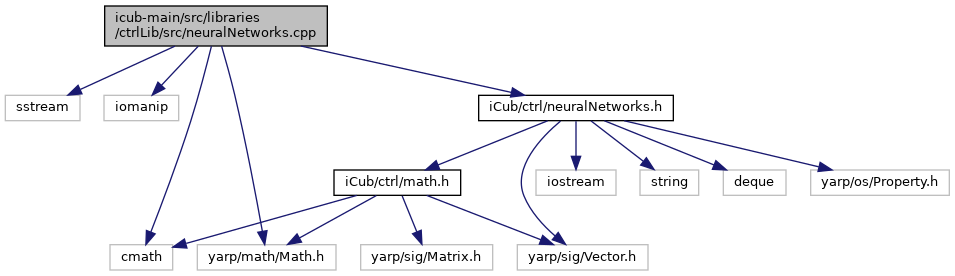 icub-main/src/libraries
/ctrlLib/src/neuralNetworks.cpp
sstream
iomanip
iCub/ctrl/neuralNetworks.h
iCub/ctrl/math.h
iostream
string
deque
yarp/os/Property.h
cmath
yarp/math/Math.h
yarp/sig/Matrix.h
yarp/sig/Vector.h